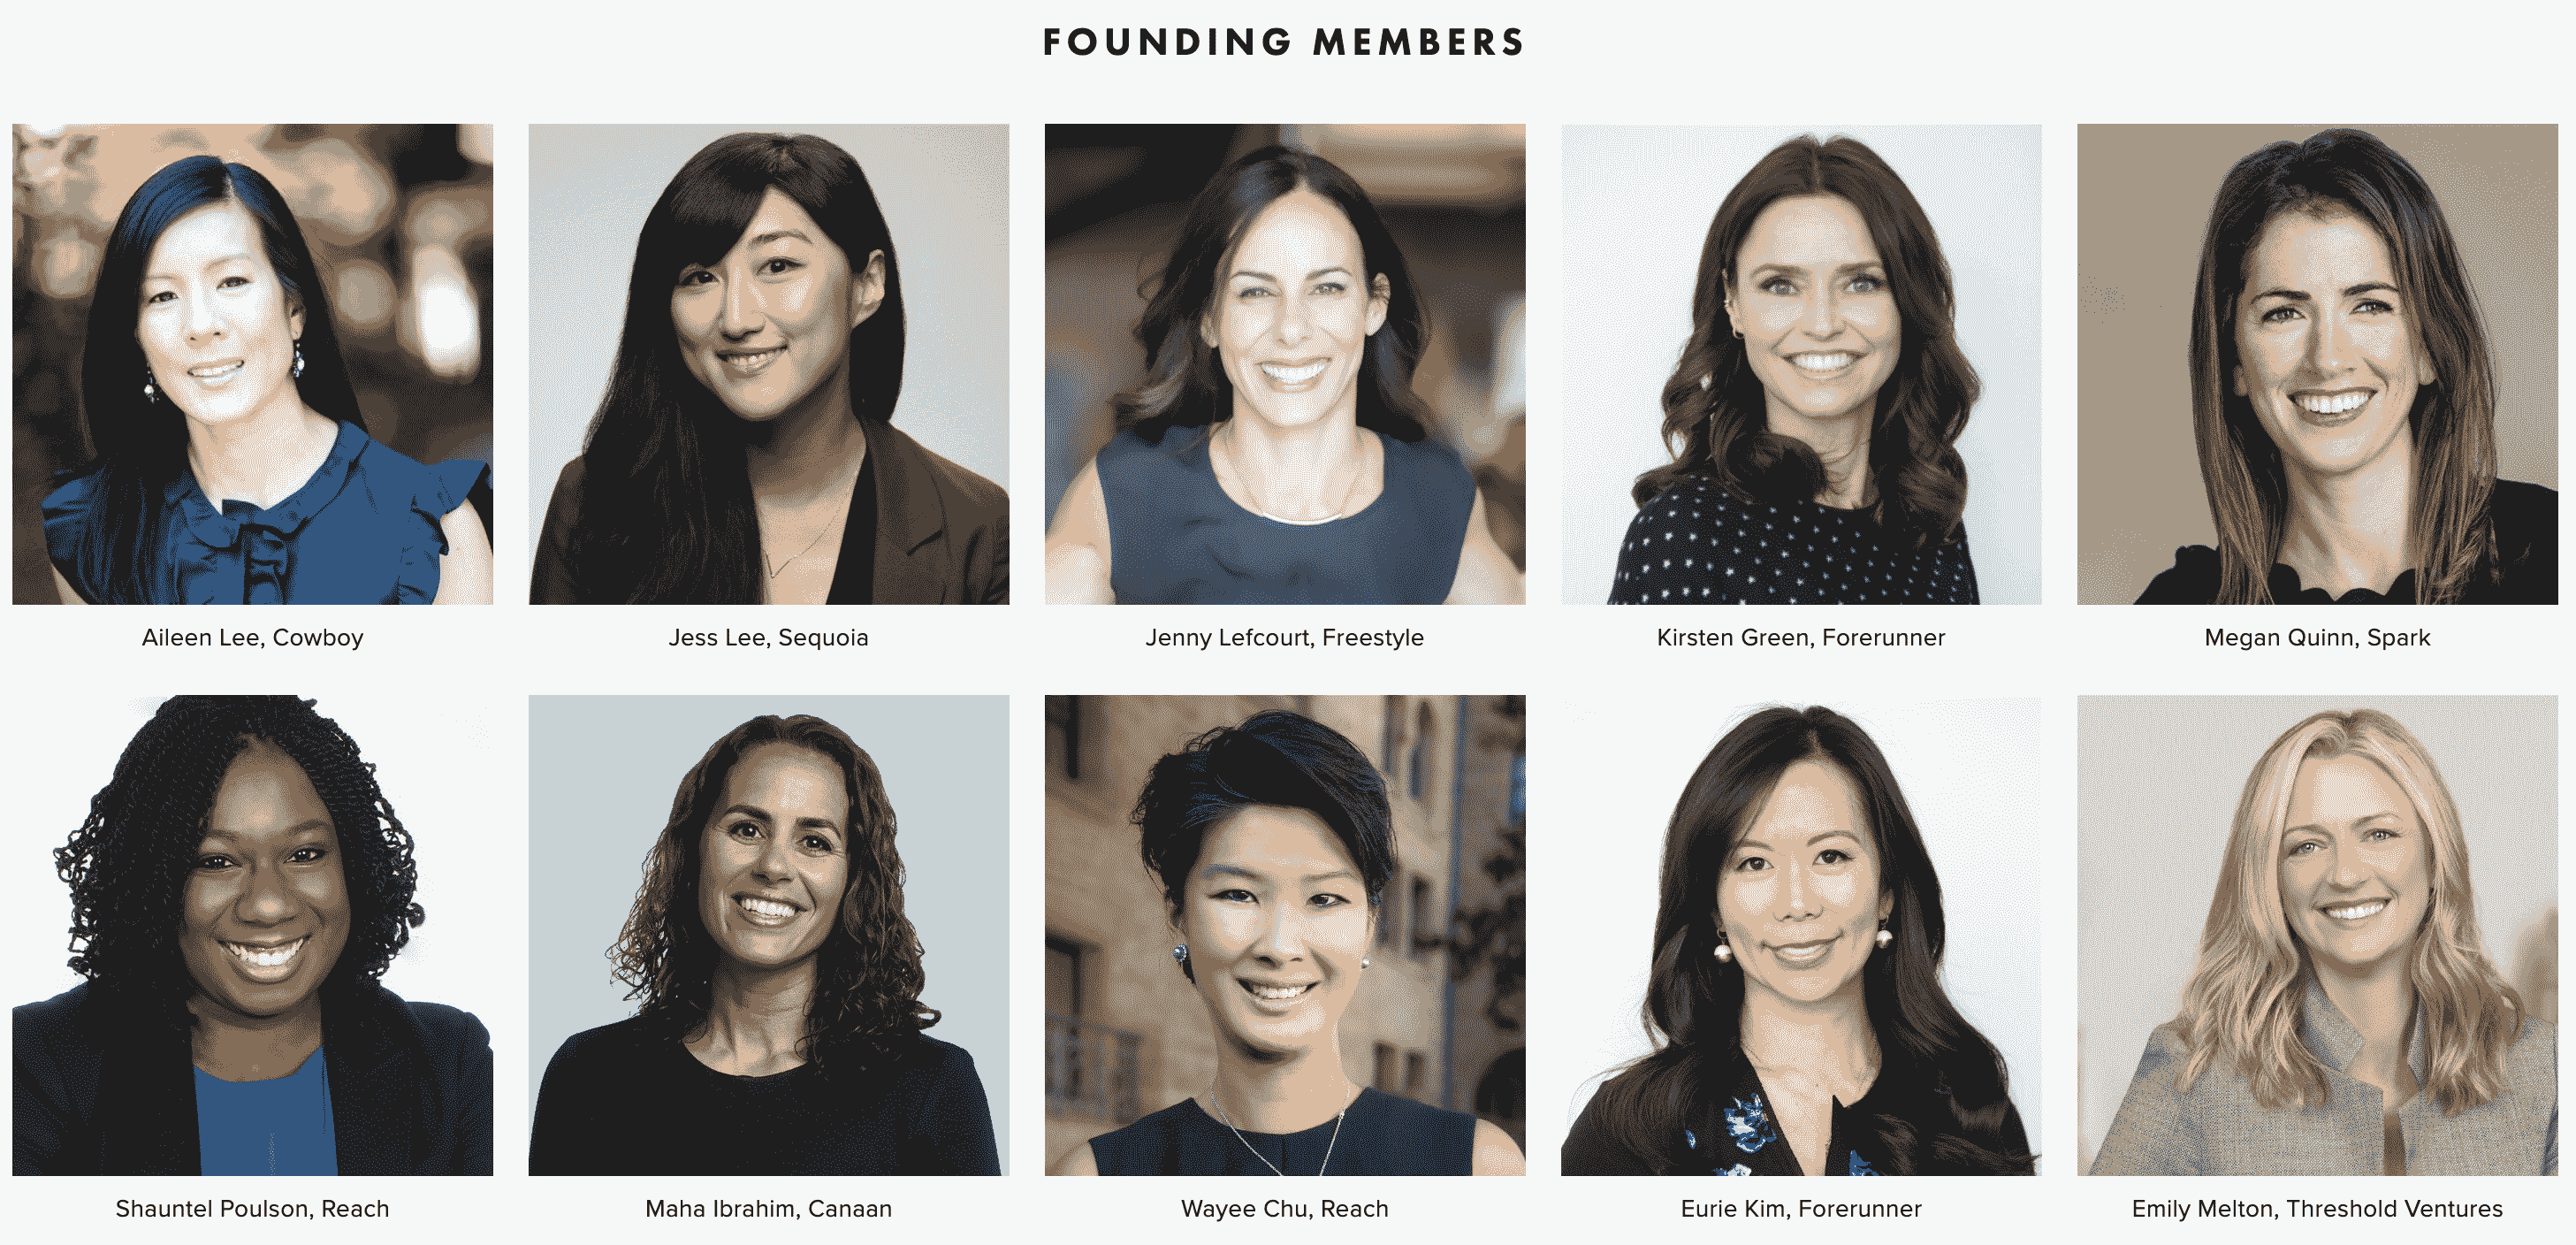 FOUNDING MEMBERS
Aileen Lee, Cowboy
Jess Lee, Sequoia
Jenny Lefcourt, Freestyle
Kirsten Green, Forerunner
Megan Quinn, Spark
Shauntel Poulson, Reach
Maha Ibrahim, Canaan
Wayee Chu, Reach
Eurie Kim, Forerunner
Emily Melton, Threshold Ventures